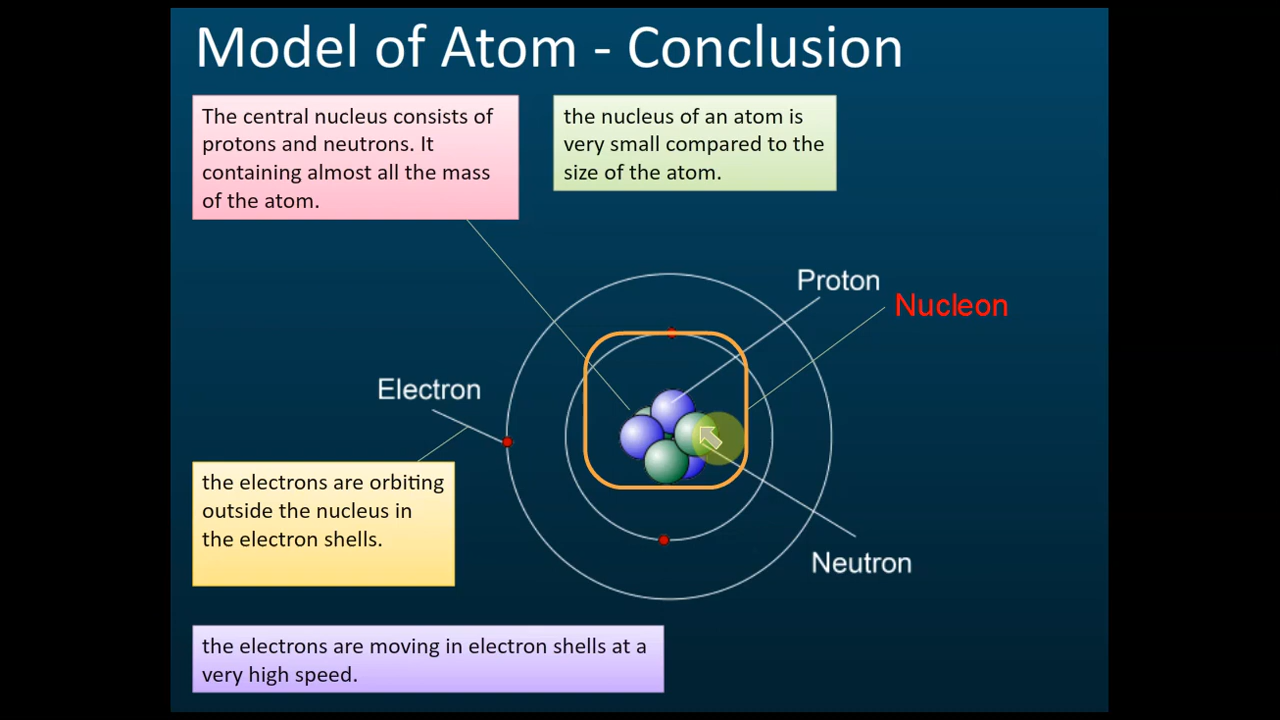 Model of Atom - Conclusion
The central nucleus consists of
protons and neutrons. It
containing almost all the mass
of the atom.
the nucleus of an atom is
very small compared to the
size of the atom.
Proton
Nucleon
Electron
the electrons are orbiting
outside the nucleus in
the electron shells.
Neutron
the electrons are moving in electron shells at a
very high speed.